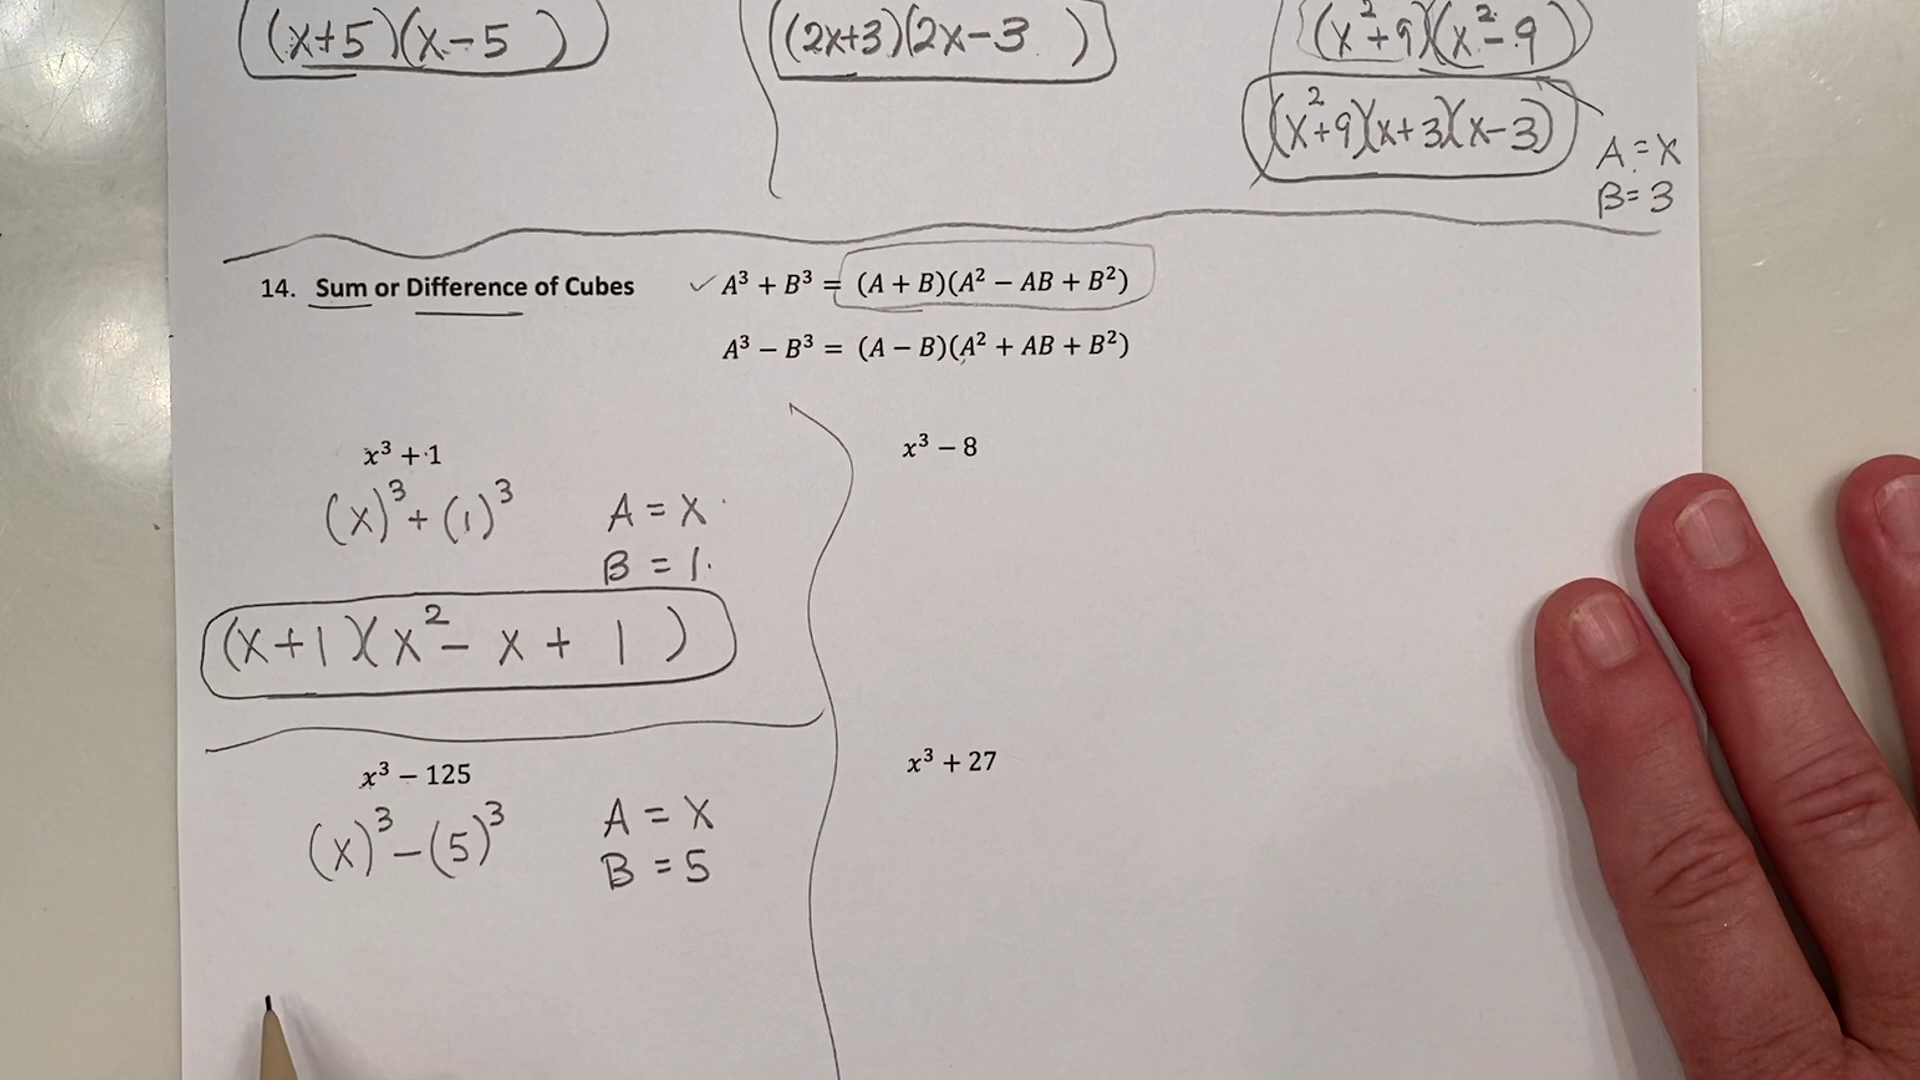 (x+5)(x-5)
(2x+3)(2x-3)
(x²+9)(x²-9)
(x²+9)(x+3)(x-3)
A = x
B = 3
14. Sum or Difference of Cubes
✓ A³ + B³ = (A + B)(A² − AB + B²)
A³ − B³ = (A − B)(A² + AB + B²)
x³ + 1
(x)³ + (1)³
A = x
B = 1
(x+1)(x² - x + 1)
x³ − 8
x³ − 125
(x)³ - (5)³
A = x
B = 5
x³ + 27